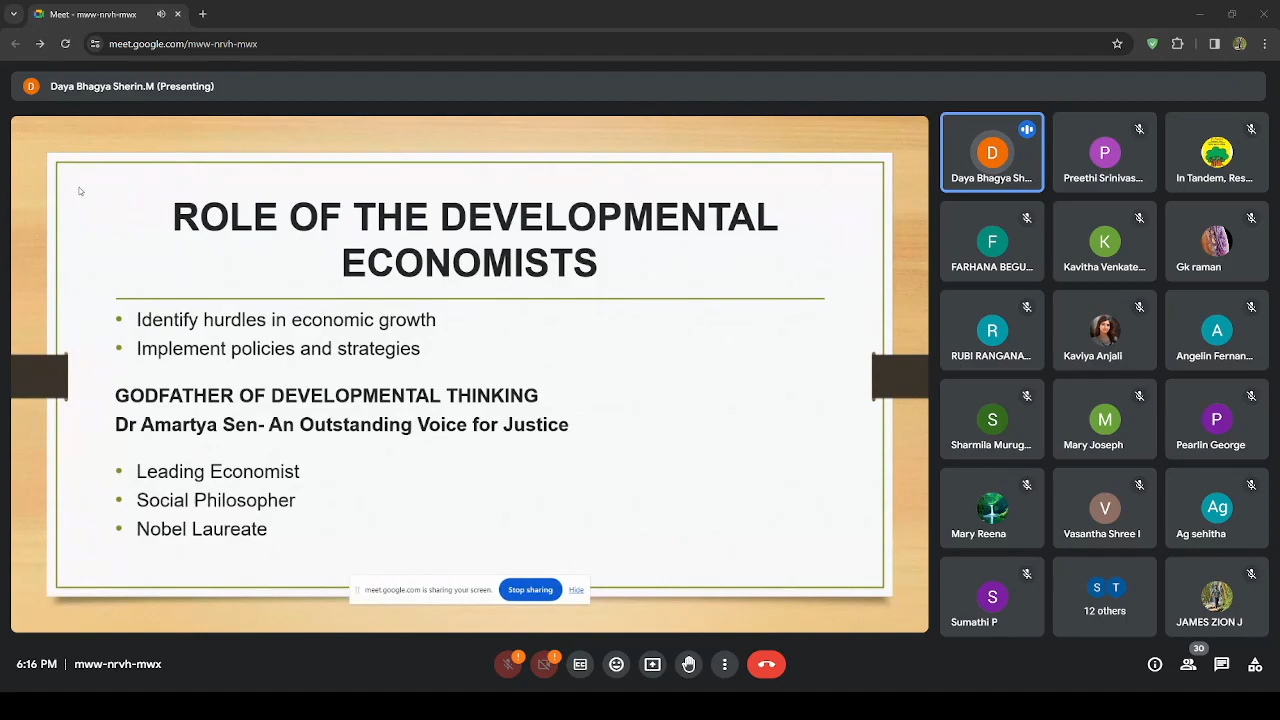 Meet - mww-nrvh-mwx
meet.google.com/mww-nrvh-mwx
D
Daya Bhagya Sherin.M (Presenting)
ROLE OF THE DEVELOPMENTAL
ECONOMISTS
• Identify hurdles in economic growth
• Implement policies and strategies
GODFATHER OF DEVELOPMENTAL THINKING
Dr Amartya Sen- An Outstanding Voice for Justice
• Leading Economist
• Social Philosopher
• Nobel Laureate
meet.google.com is sharing your screen.
Stop sharing
Hide
D
Daya Bhagya Sh...
P
Preethi Srinivas...
In Tandem, Res...
F
FARHANA BEGU...
K
Kavitha Venkate...
Gk raman
R
RUBI RANGANA...
Kaviya Anjali
A
Angelin Fernan...
S
Sharmila Murug...
M
Mary Joseph
P
Pearlin George
Mary Reena
V
Vasantha Shree I
Ag
Ag sehitha
S
Sumathi P
S T
12 others
JAMES ZION J
6:16 PM | mww-nrvh-mwx
30